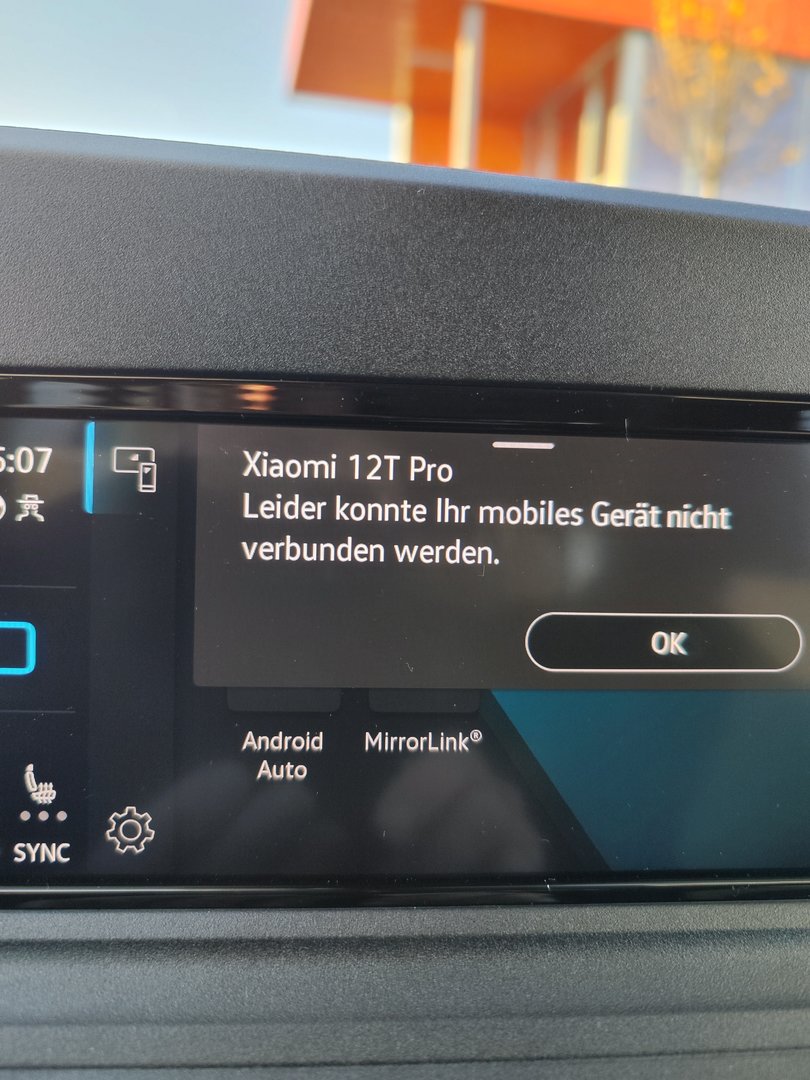 5:07
Xiaomi 12T Pro
Leider konnte Ihr mobiles Gerät nicht
verbunden werden.
OK
Android
Auto
MirrorLink®
SYNC